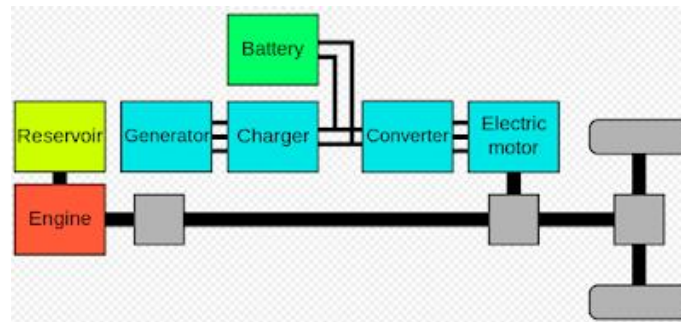 Battery
Reservoir
Generator
Charger
Converter
Electric
motor
Engine